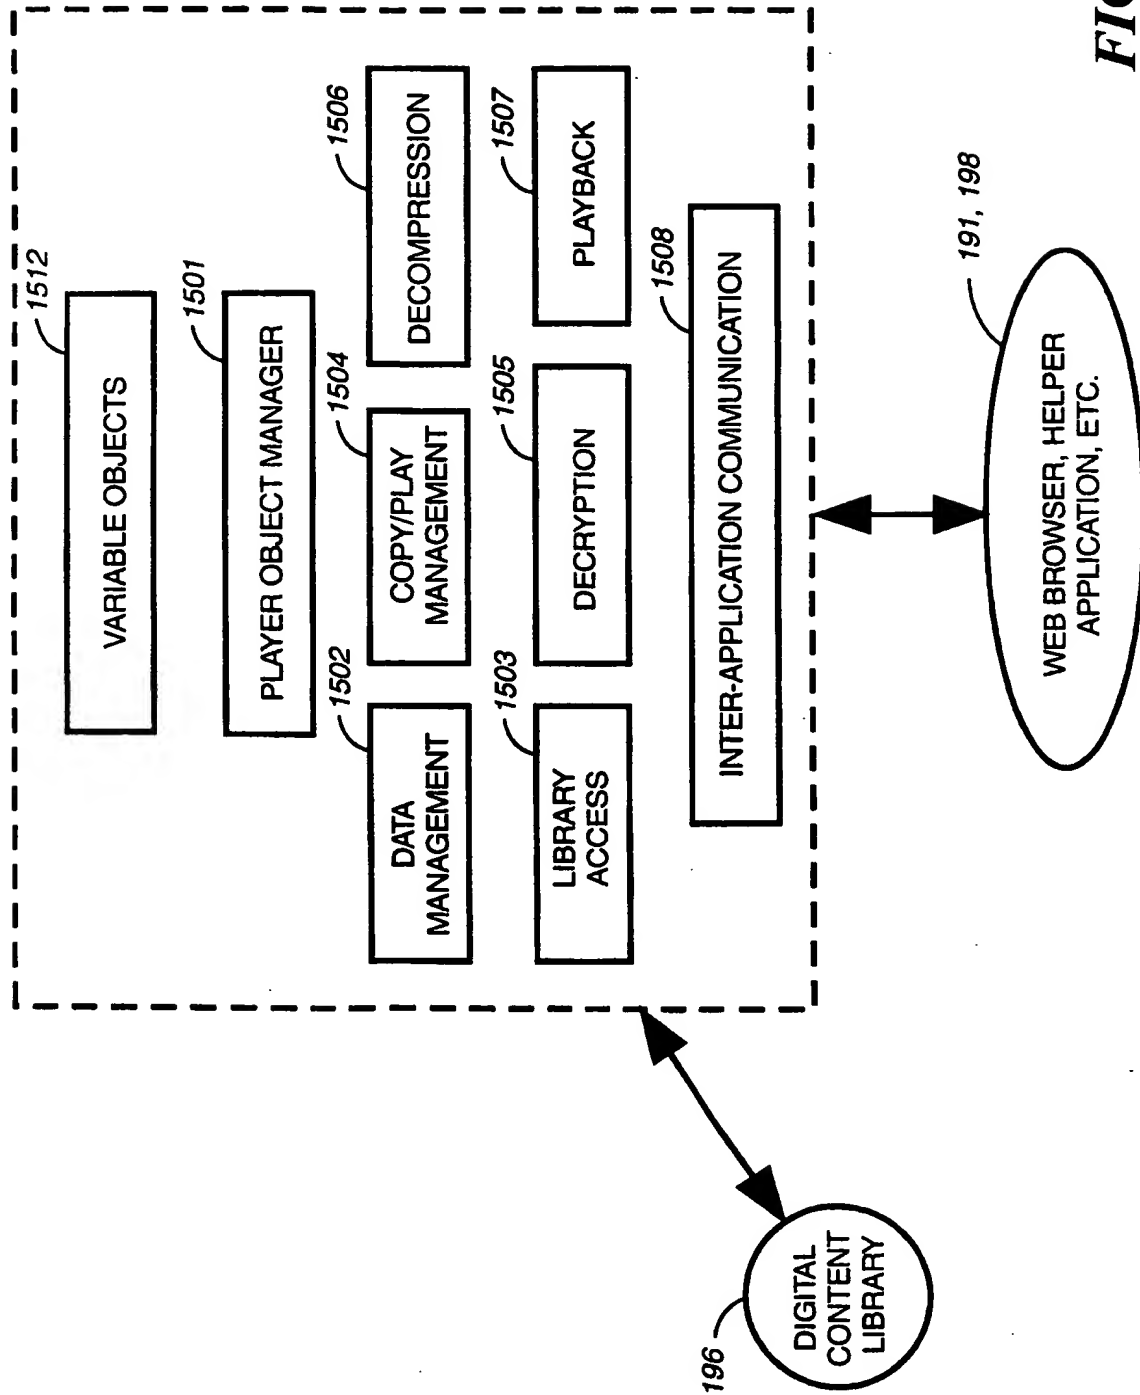 1512
VARIABLE OBJECTS
1501
PLAYER OBJECT MANAGER
1502
DATA
MANAGEMENT
1504
COPY/PLAY
MANAGEMENT
1506
DECOMPRESSION
1503
LIBRARY
ACCESS
1505
DECRYPTION
1507
PLAYBACK
1508
INTER-APPLICATION COMMUNICATION
196
DIGITAL
CONTENT
LIBRARY
191, 198
WEB BROWSER, HELPER
APPLICATION, ETC.